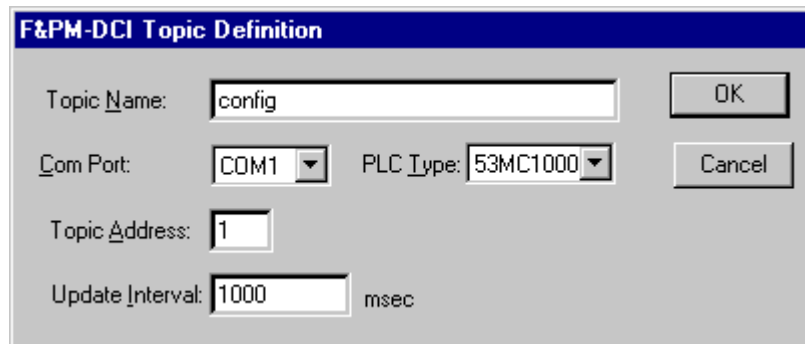 F&PM-DCI Topic Definition
Topic Name: config OK
Com Port: COM1 PLC Type: 53MC1000 Cancel
Topic Address: 1
Update Interval: 1000 msec